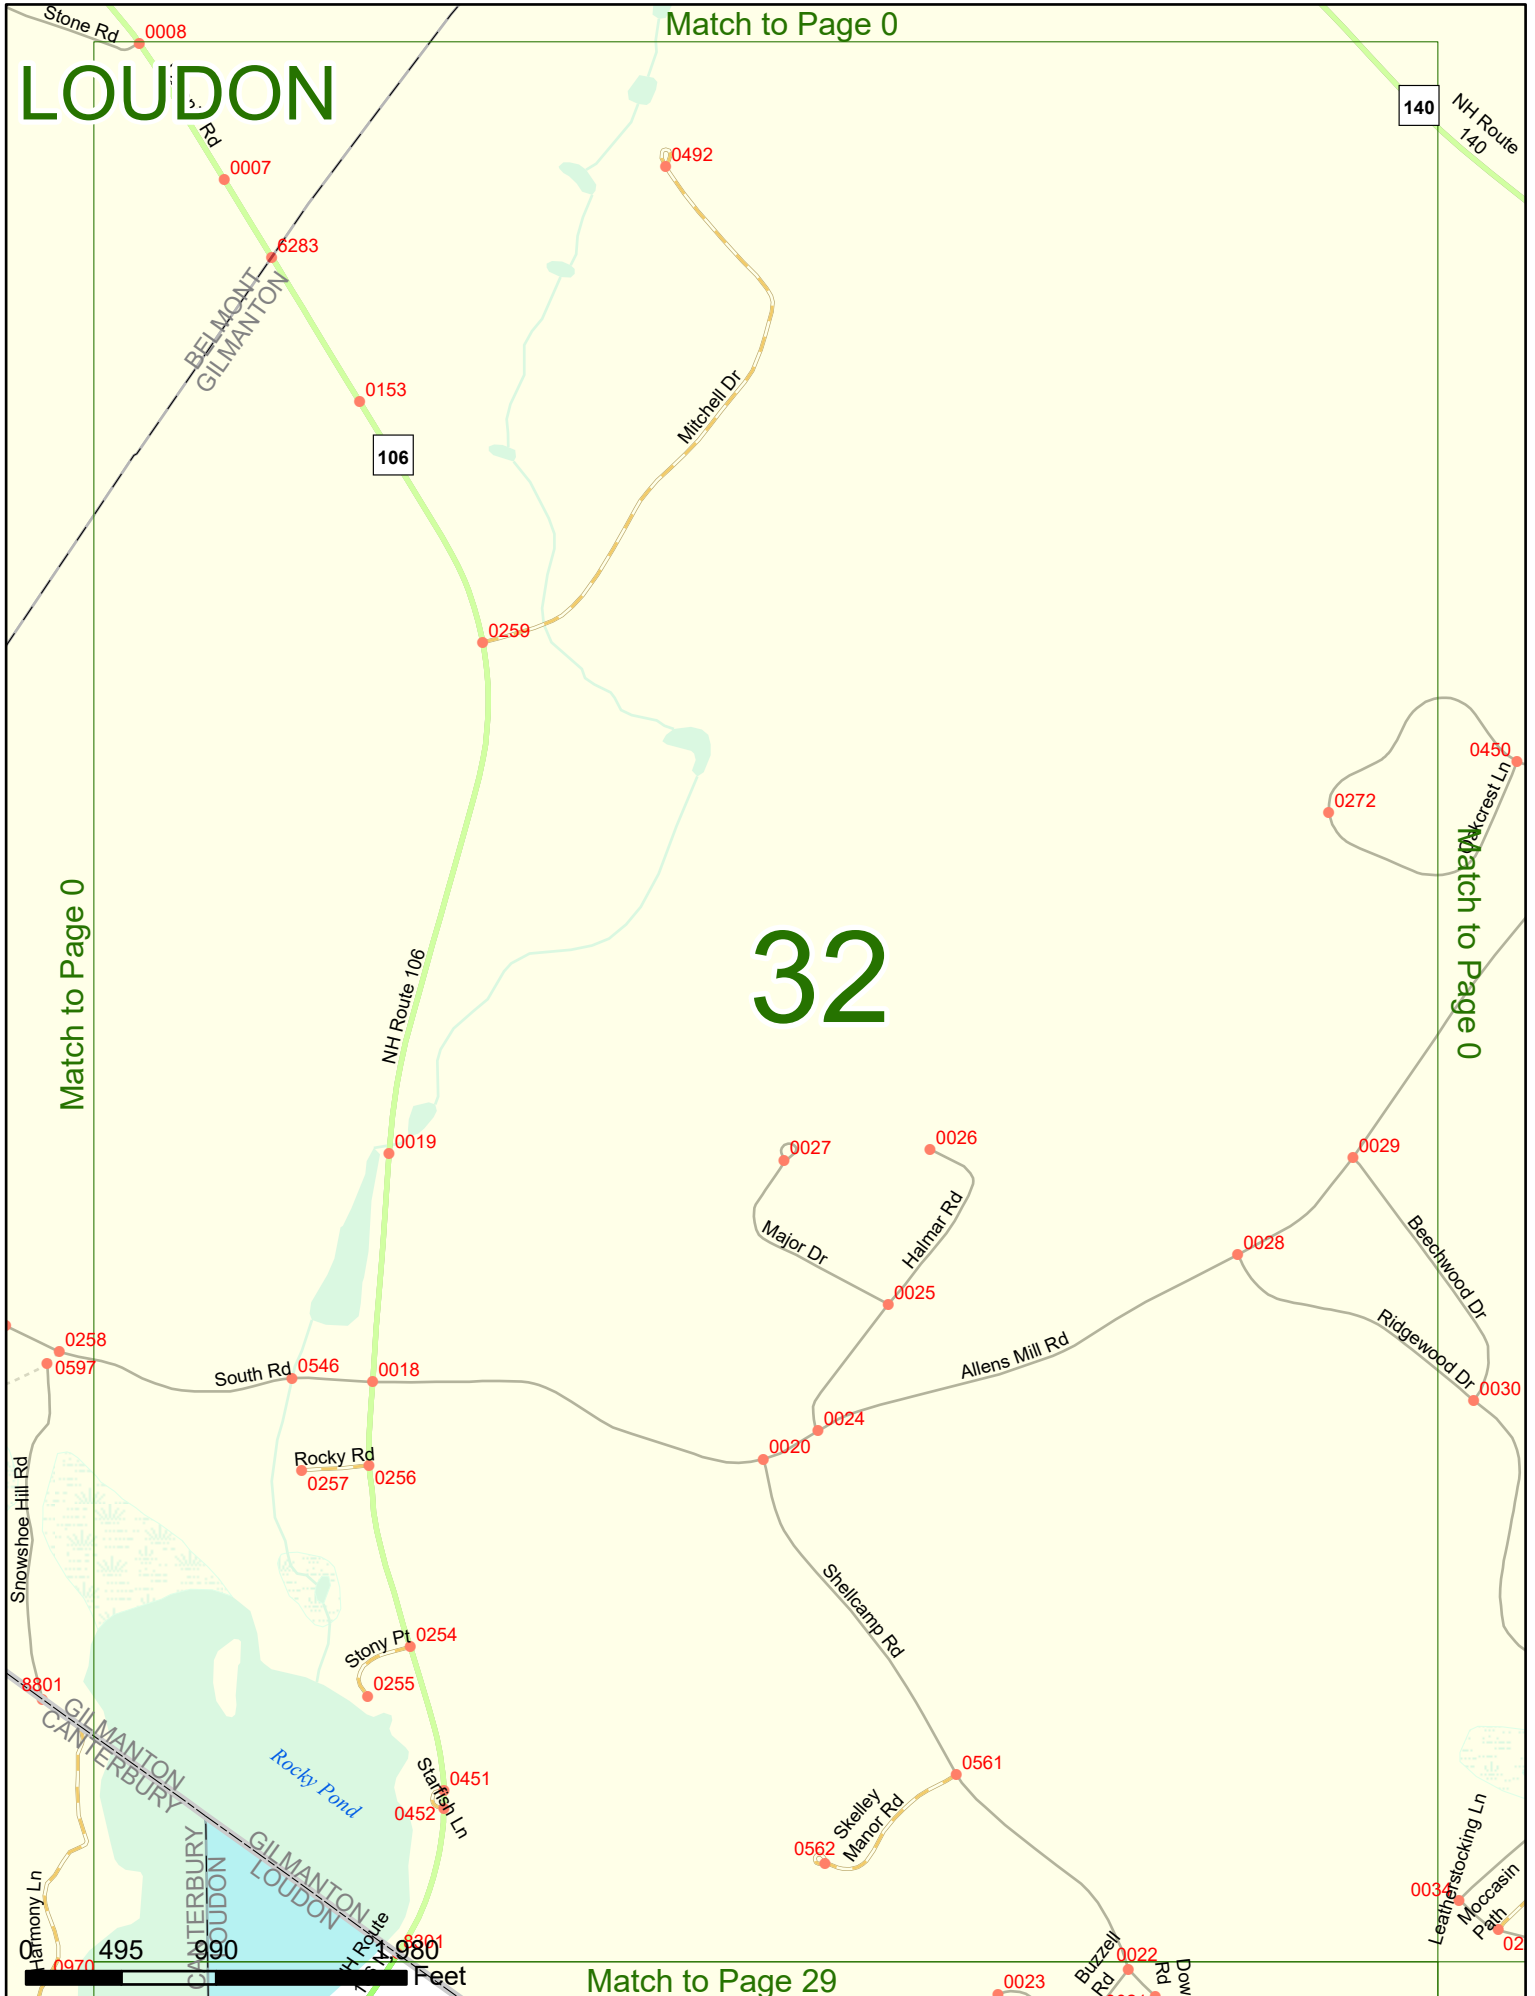 Match to Page 0
Stone Rd
0008
LOUDON
Rd
140
NH Route
140
0007
0492
6283
BELMONT
GILMANTON
0153
106
Mitchell Dr
0259
0450
0272
Match to Page 0
Match to Page 0
32
NH Route 106
0019
0027
0026
0029
Halmar Rd
Major Dr
Beechwood Dr
0028
0025
Ridgewood Dr
0258
0597
South Rd
0546
0018
Allens Mill Rd
0030
0024
0020
Rocky Rd
0257
0256
Snowshoe Hill Rd
Shellcamp Rd
Stony Pt
0254
0255
8801
GILMANTON
CANTERBURY
Rocky Pond
Starfish Ln
0451
0452
0561
Skelley
Manor Rd
0562
Leatherstocking Ln
Moccasin
Path
0034
GILMANTON
LOUDON
CANTERBURY
LOUDON
Harmony Ln
NH Route
8301
0970
0 495 990 1,980
Feet
Match to Page 29
Buzzell
Rd
0022
Rd
0023